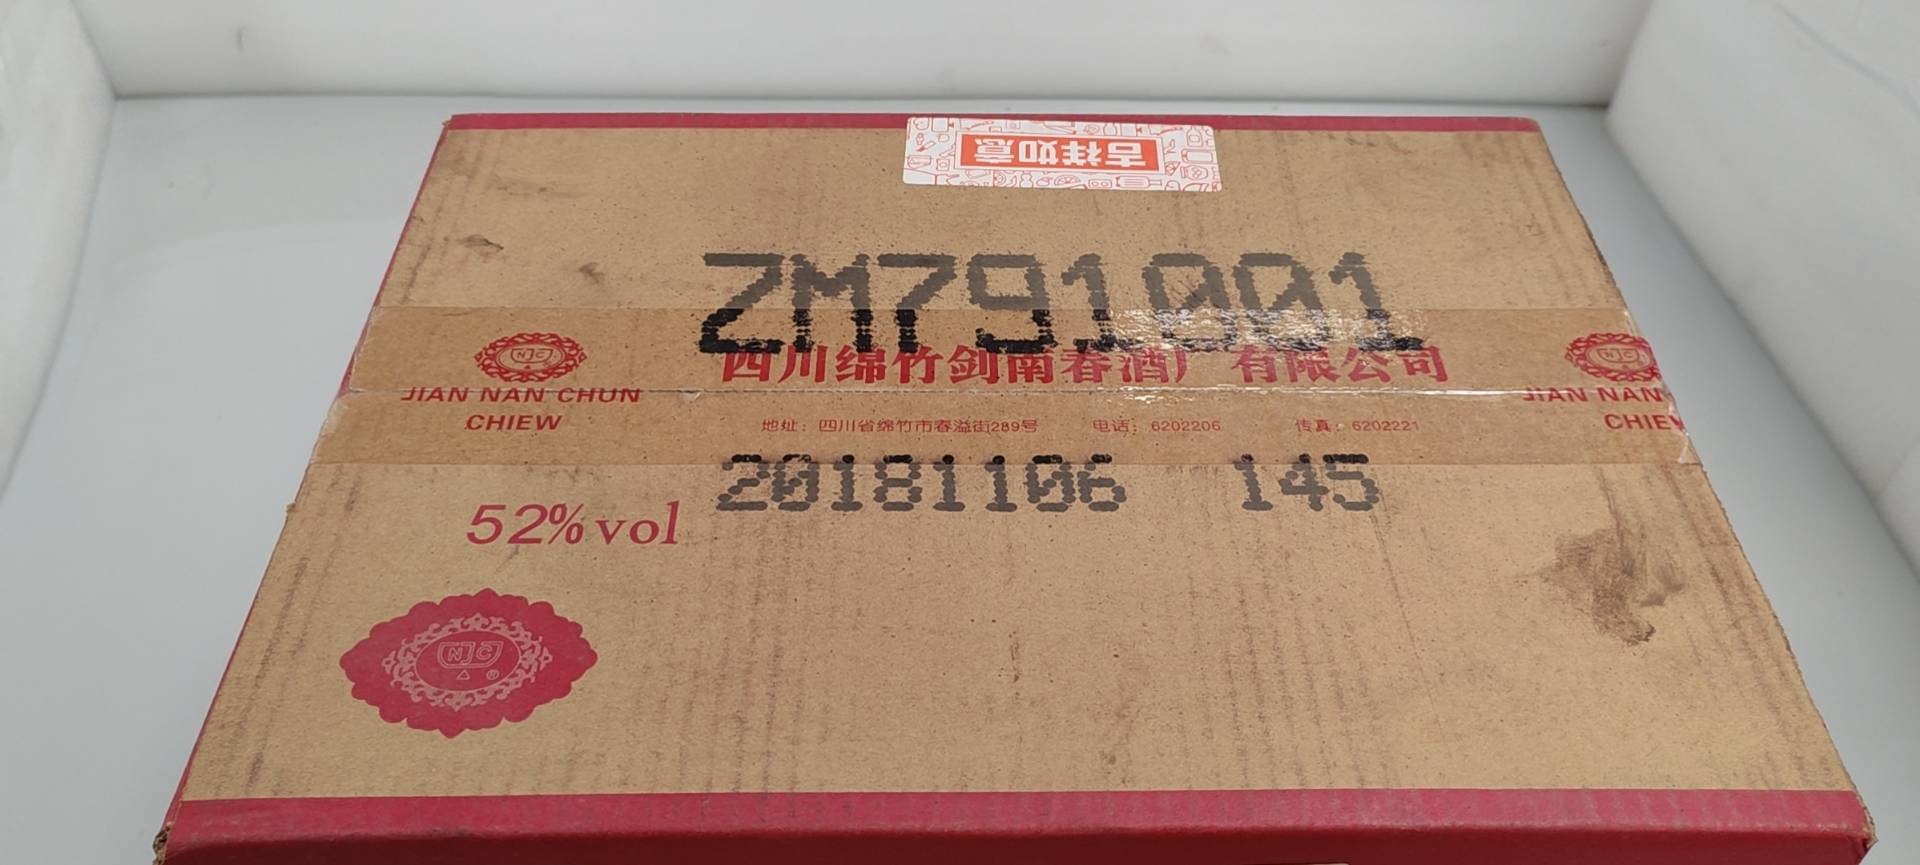 吉祥如意
ZM791001
四川绵竹剑南春酒厂有限公司
JIAN NAN CHUN
CHIEW
JIAN NAN
CHIEW
地址：四川省绵竹市春溢街289号 电话：6202206 传真：6202221
20181106 145
52%vol
NJC
®